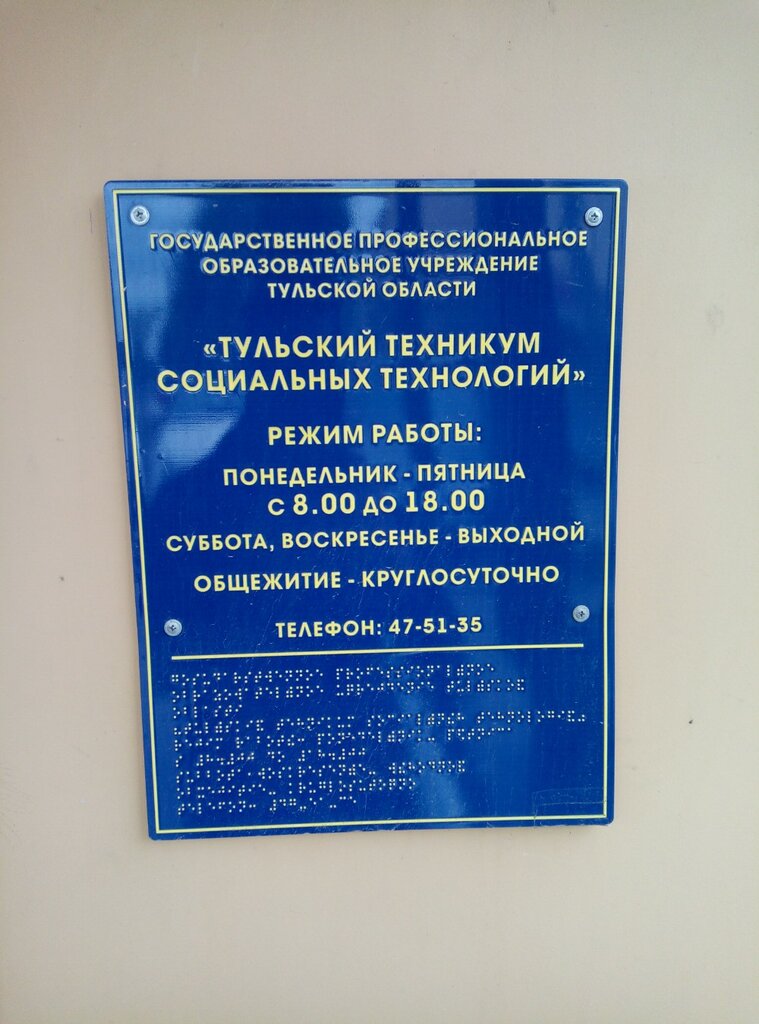 ГОСУДАРСТВЕННОЕ ПРОФЕССИОНАЛЬНОЕ
ОБРАЗОВАТЕЛЬНОЕ УЧРЕЖДЕНИЕ
ТУЛЬСКОЙ ОБЛАСТИ
«ТУЛЬСКИЙ ТЕХНИКУМ
СОЦИАЛЬНЫХ ТЕХНОЛОГИЙ»
РЕЖИМ РАБОТЫ:
ПОНЕДЕЛЬНИК - ПЯТНИЦА
С 8.00 ДО 18.00
СУББОТА, ВОСКРЕСЕНЬЕ - ВЫХОДНОЙ
ОБЩЕЖИТИЕ - КРУГЛОСУТОЧНО
ТЕЛЕФОН: 47-51-35